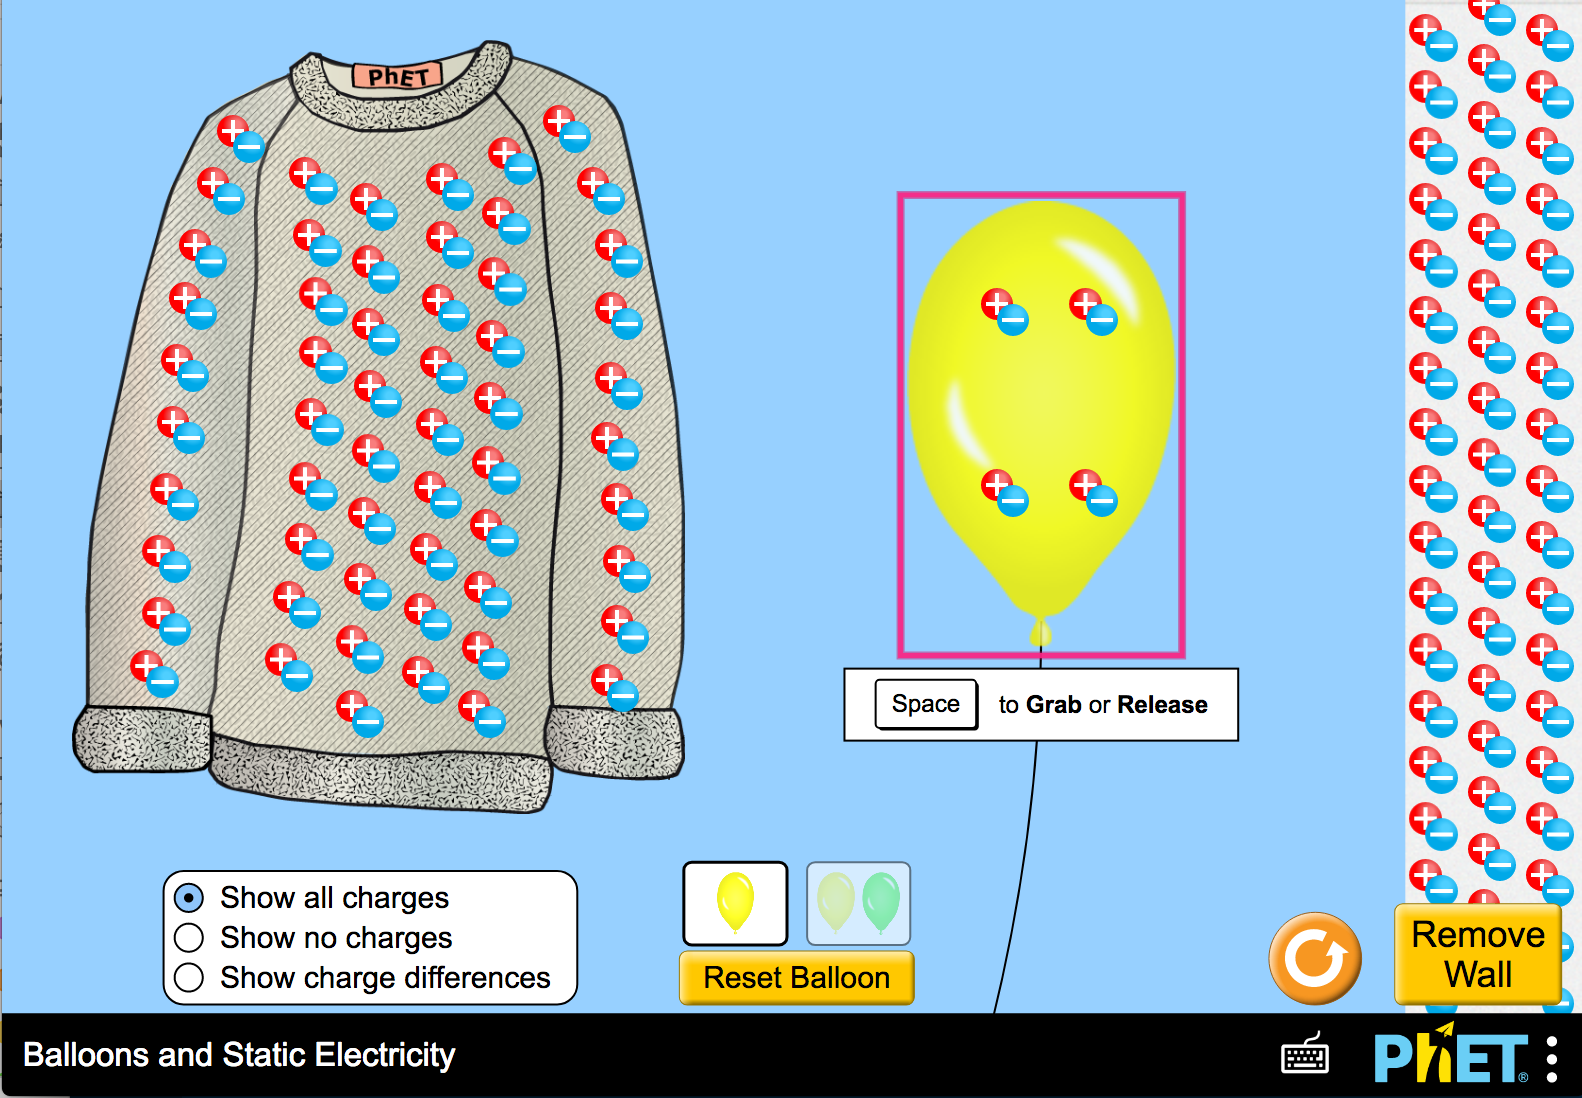 PhET
Space to Grab or Release
Show all charges
Show no charges
Show charge differences
Reset Balloon
Remove
Wall
Balloons and Static Electricity
PhET®